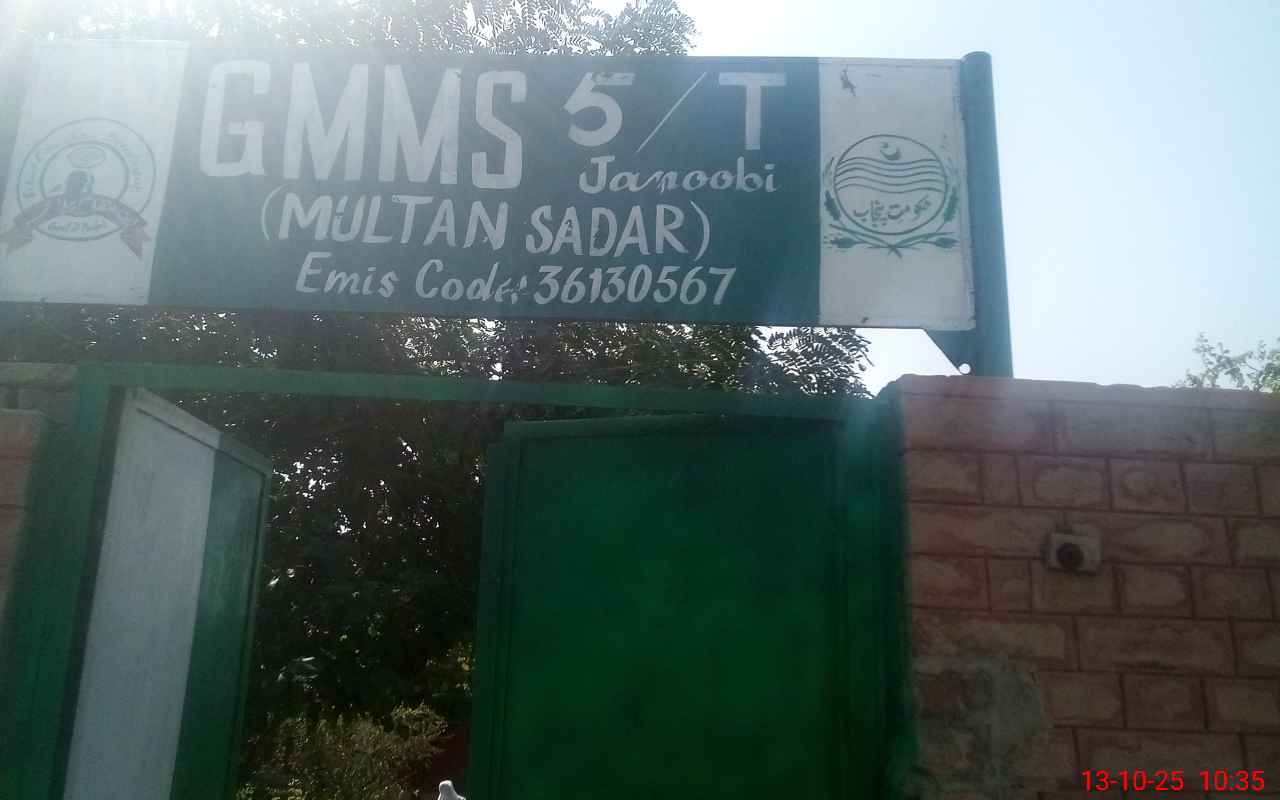 GMMS 5/T
Janoobi
(MULTAN SADAR)
Emis Code: 36130567
حکومتِ پنجاب
13-10-25 10:35